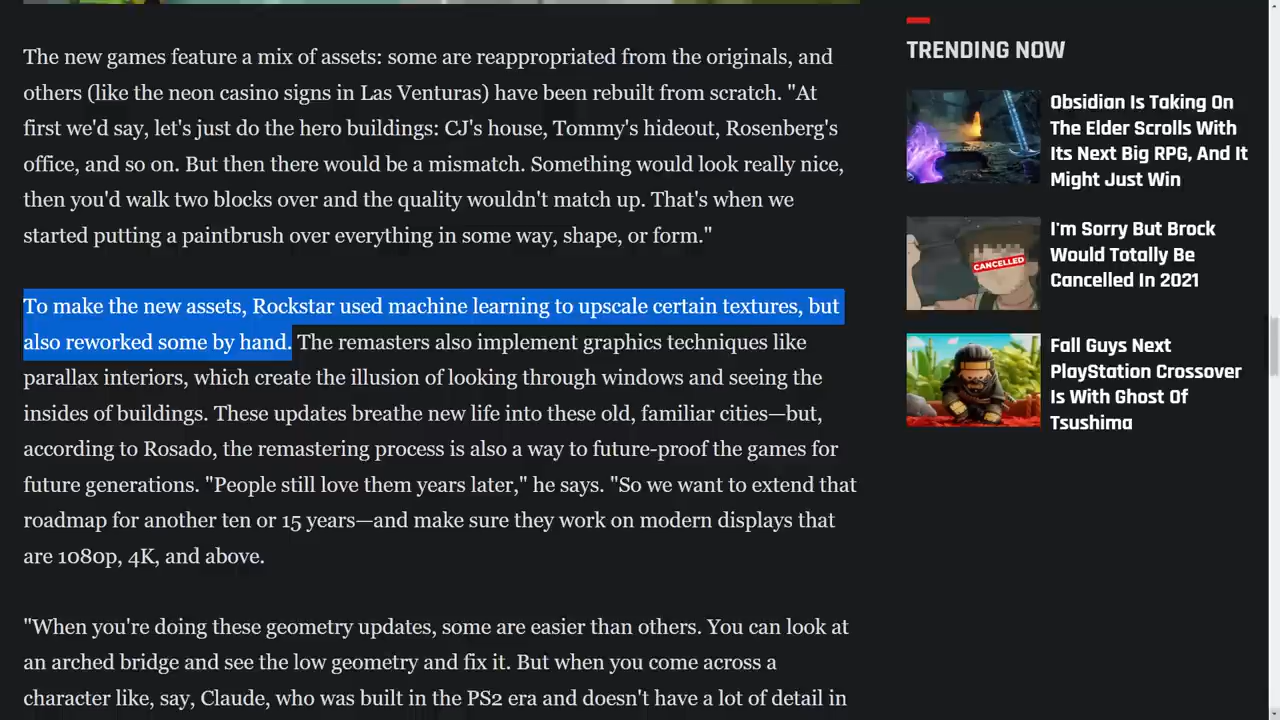 The new games feature a mix of assets: some are reappropriated from the originals, and
others (like the neon casino signs in Las Venturas) have been rebuilt from scratch. "At
first we'd say, let's just do the hero buildings: CJ's house, Tommy's hideout, Rosenberg's
office, and so on. But then there would be a mismatch. Something would look really nice,
then you'd walk two blocks over and the quality wouldn't match up. That's when we
started putting a paintbrush over everything in some way, shape, or form."
To make the new assets, Rockstar used machine learning to upscale certain textures, but
also reworked some by hand. The remasters also implement graphics techniques like
parallax interiors, which create the illusion of looking through windows and seeing the
insides of buildings. These updates breathe new life into these old, familiar cities—but,
according to Rosado, the remastering process is also a way to future-proof the games for
future generations. "People still love them years later," he says. "So we want to extend that
roadmap for another ten or 15 years—and make sure they work on modern displays that
are 1080p, 4K, and above.
"When you're doing these geometry updates, some are easier than others. You can look at
an arched bridge and see the low geometry and fix it. But when you come across a
character like, say, Claude, who was built in the PS2 era and doesn't have a lot of detail in
TRENDING NOW
Obsidian Is Taking On
The Elder Scrolls With
Its Next Big RPG, And It
Might Just Win
CANCELLED
I'm Sorry But Brock
Would Totally Be
Cancelled In 2021
Fall Guys Next
PlayStation Crossover
Is With Ghost Of
Tsushima